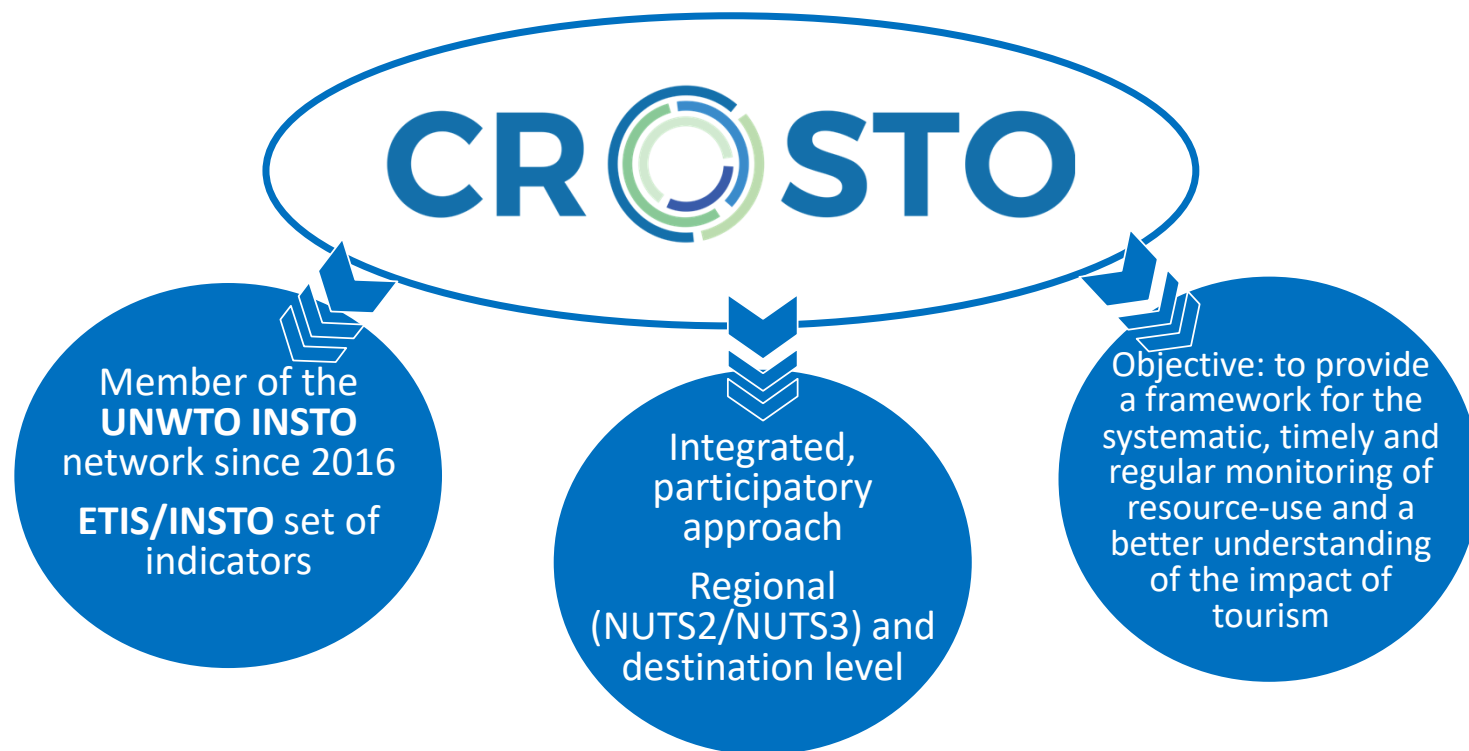 CROSTO
Member of the
UNWTO INSTO
network since 2016
ETIS/INSTO set of
indicators
Integrated,
participatory
approach
Regional
(NUTS2/NUTS3) and
destination level
Objective: to provide
a framework for the
systematic, timely and
regular monitoring of
resource-use and a
better understanding
of the impact of
tourism